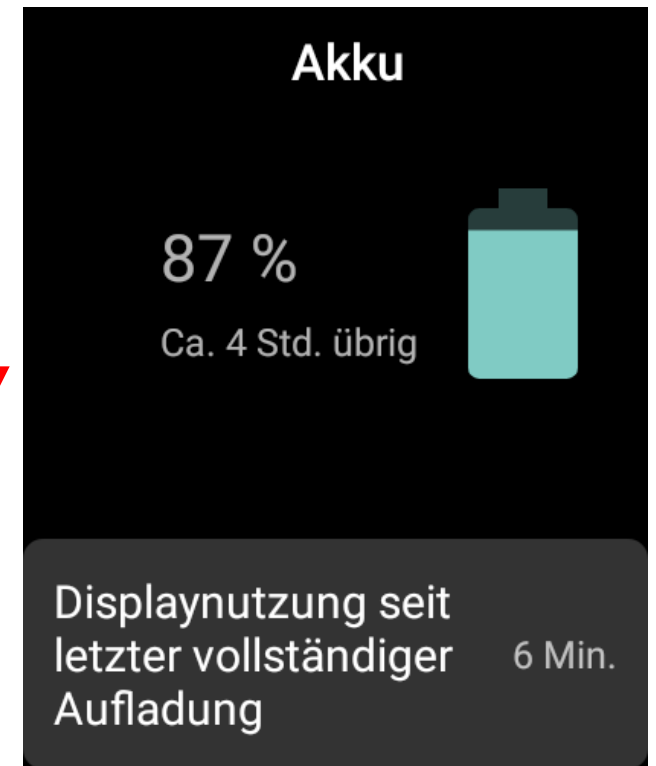 Akku
87 %
Ca. 4 Std. übrig
Displaynutzung seit
letzter vollständiger
Aufladung
6 Min.